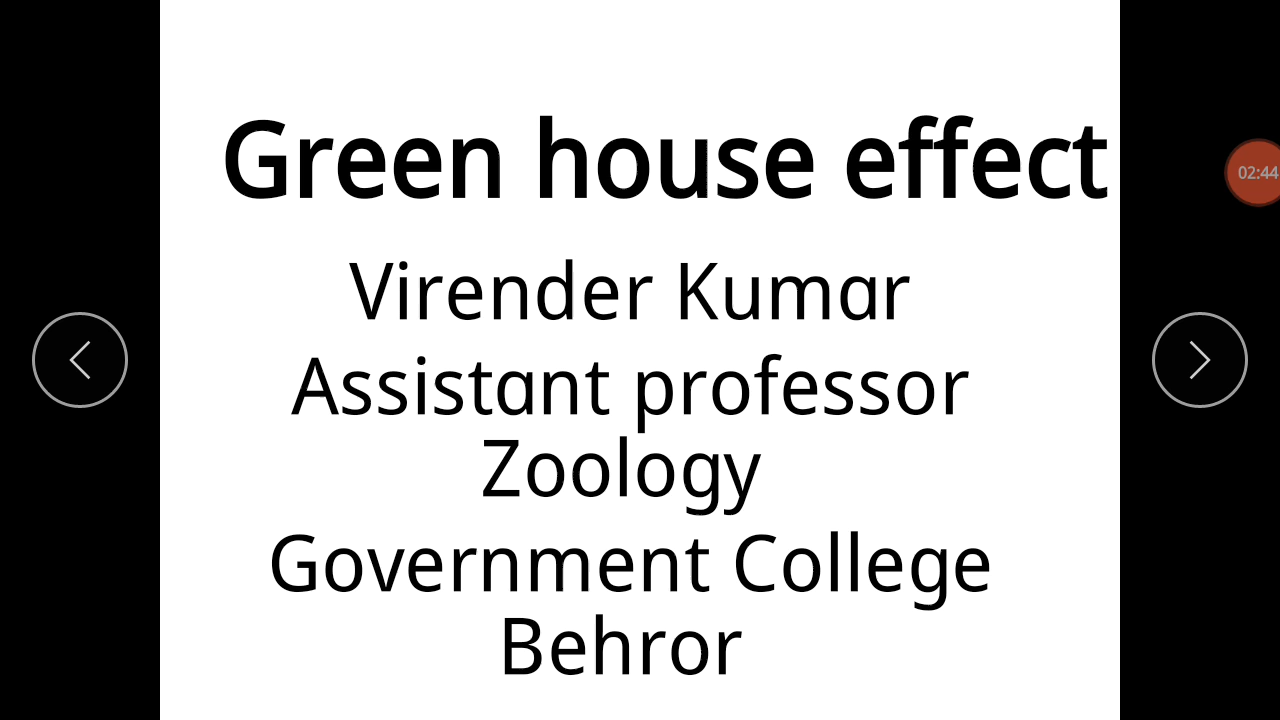 Green house effect
02:44
Virender Kumar
Assistant professor
Zoology
Government College
Behror